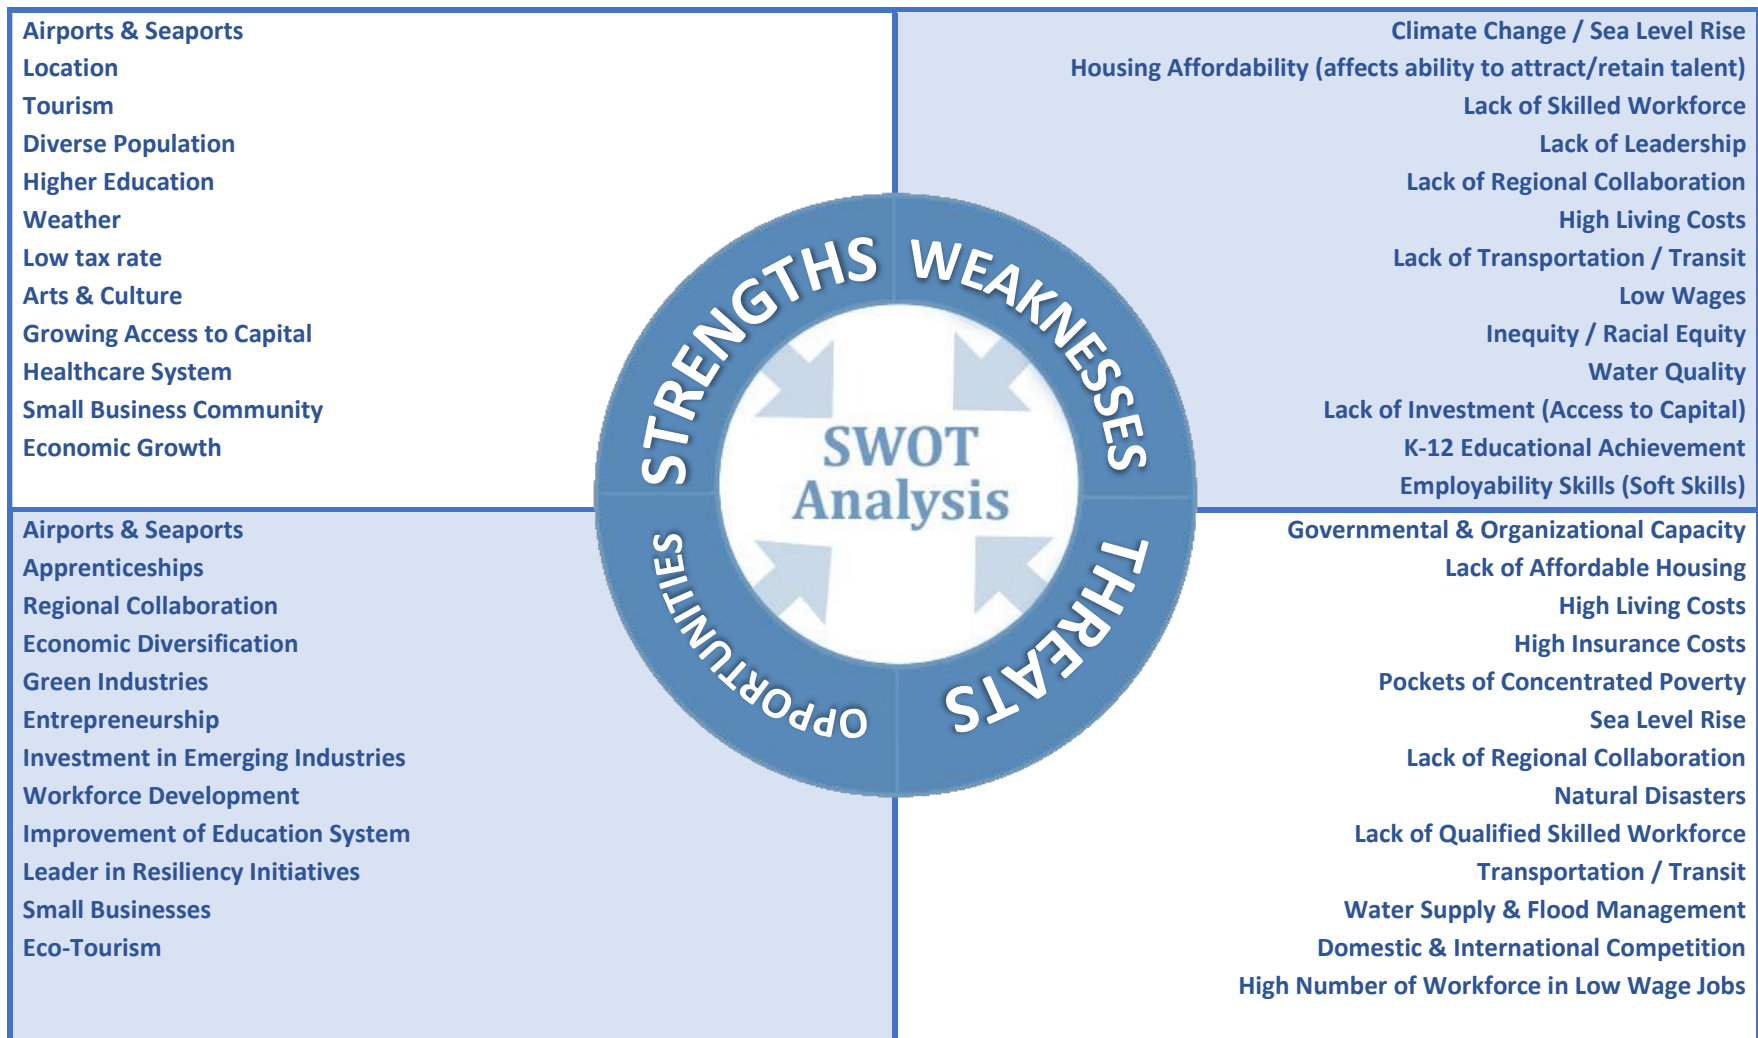 Airports & Seaports
Location
Tourism
Diverse Population
Higher Education
Weather
Low tax rate
Arts & Culture
Growing Access to Capital
Healthcare System
Small Business Community
Economic Growth
Climate Change / Sea Level Rise
Housing Affordability (affects ability to attract/retain talent)
Lack of Skilled Workforce
Lack of Leadership
Lack of Regional Collaboration
High Living Costs
Lack of Transportation / Transit
Low Wages
Inequity / Racial Equity
Water Quality
Lack of Investment (Access to Capital)
K-12 Educational Achievement
Employability Skills (Soft Skills)
STRENGTHS
WEAKNESSES
SWOT
Analysis
OPPORTUNITIES
THREATS
Airports & Seaports
Apprenticeships
Regional Collaboration
Economic Diversification
Green Industries
Entrepreneurship
Investment in Emerging Industries
Workforce Development
Improvement of Education System
Leader in Resiliency Initiatives
Small Businesses
Eco-Tourism
Governmental & Organizational Capacity
Lack of Affordable Housing
High Living Costs
High Insurance Costs
Pockets of Concentrated Poverty
Sea Level Rise
Lack of Regional Collaboration
Natural Disasters
Lack of Qualified Skilled Workforce
Transportation / Transit
Water Supply & Flood Management
Domestic & International Competition
High Number of Workforce in Low Wage Jobs